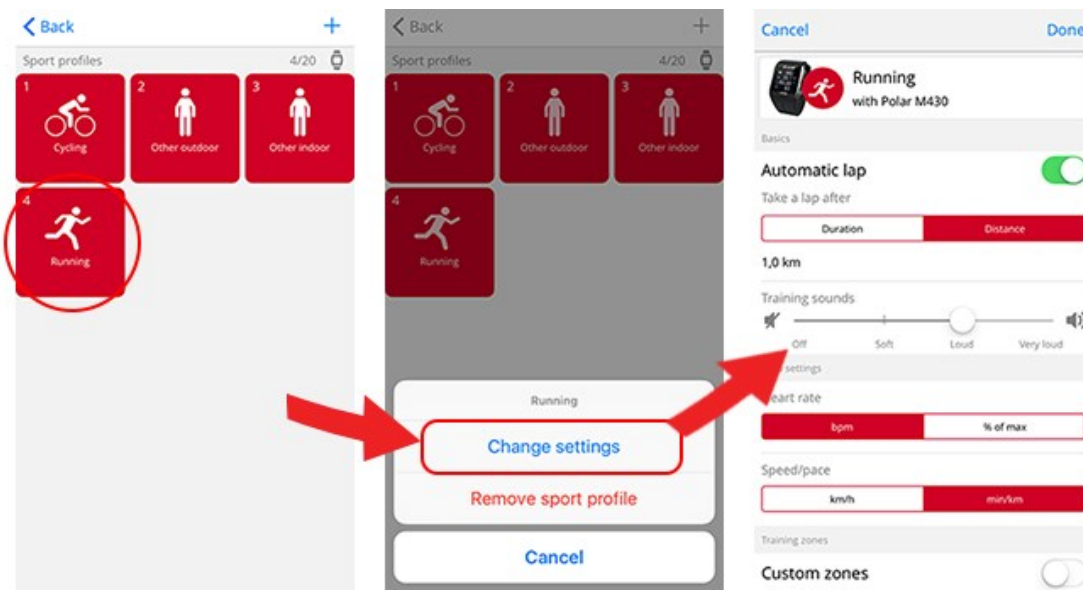 Back
Sport profiles 4/20
1 2 3
Cycling Other outdoor Other indoor
4
Running
Back
Sport profiles 4/20
1 2 3
Cycling Other outdoor Other indoor
4
Running
Running
Change settings
Remove sport profile
Cancel
Cancel Done
Running
with Polar M430
Basics
Automatic lap
Take a lap after
Duration Distance
1,0 km
Training sounds
Off Soft Loud Very loud
settings
eart rate
bpm % of max
Speed/pace
km/h min/km
Training zones
Custom zones